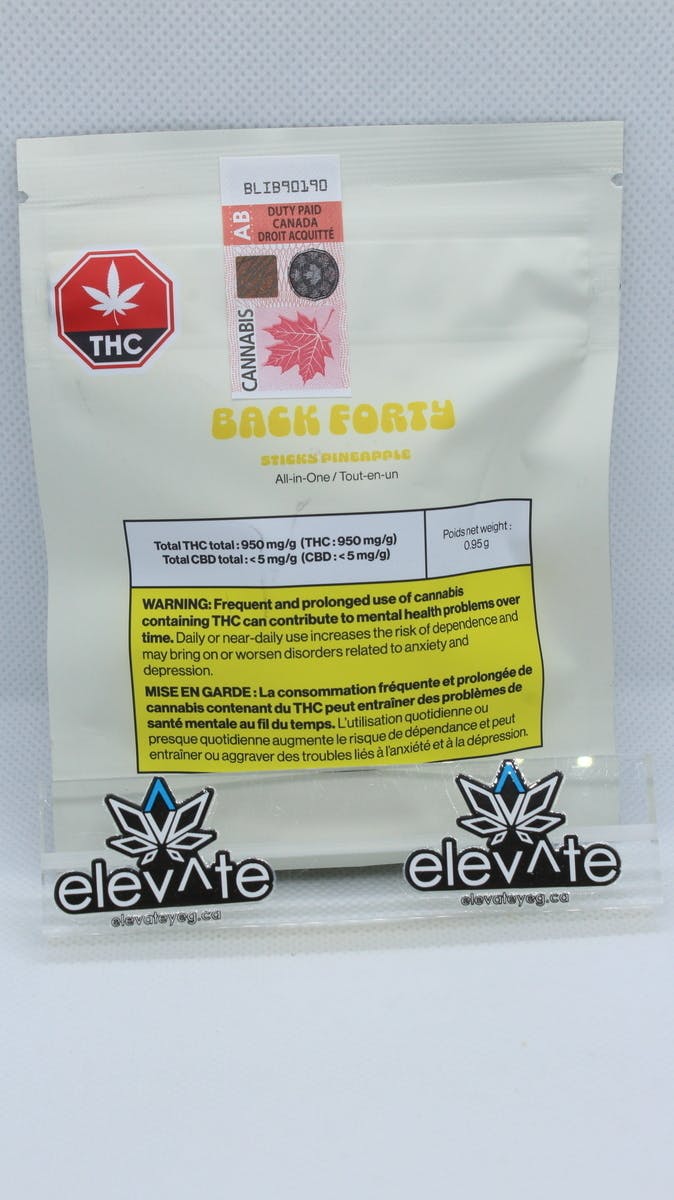 BLIB90190
AB
DUTY PAID
CANADA
DROIT ACQUITTÉ
CANNABIS
THC
BACK FORTY
STICKY PINEAPPLE
All-in-One / Tout-en-un
Total THC total : 950 mg/g (THC : 950 mg/g)
Total CBD total : < 5 mg/g (CBD : < 5 mg/g)
Poids net weight :
0.95 g
WARNING: Frequent and prolonged use of cannabis
containing THC can contribute to mental health problems over
time. Daily or near-daily use increases the risk of dependence and
may bring on or worsen disorders related to anxiety and
depression.
MISE EN GARDE : La consommation fréquente et prolongée de
cannabis contenant du THC peut entraîner des problèmes de
santé mentale au fil du temps. L'utilisation quotidienne ou
presque quotidienne augmente le risque de dépendance et peut
entraîner ou aggraver des troubles liés à l'anxiété et à la dépression.
elev^te
elevateyeg.ca
elev^te
elevateyeg.ca